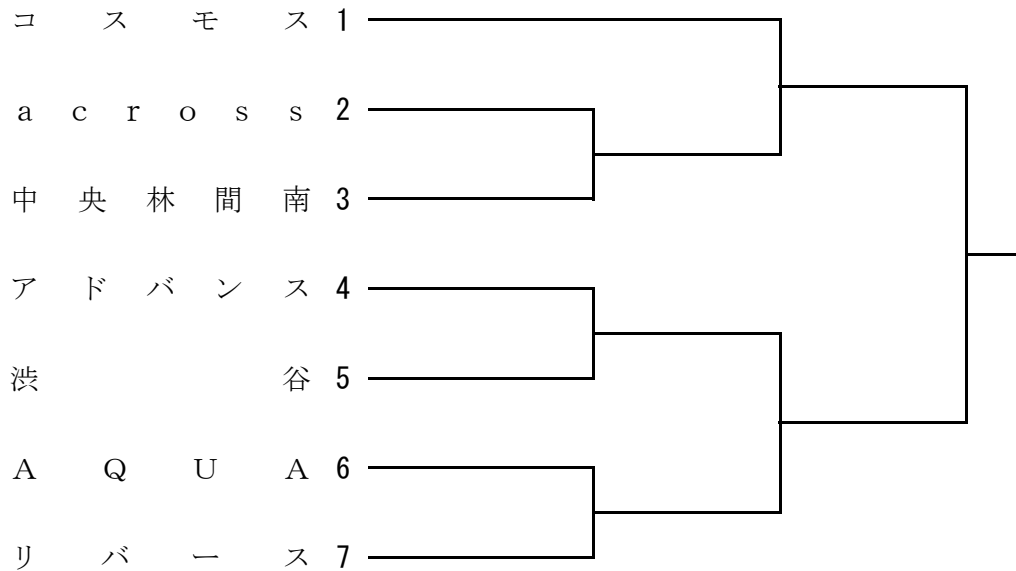 コスモス 1
across 2
中央林間南 3
アドバンス 4
渋谷 5
AQUA 6
リバース 7